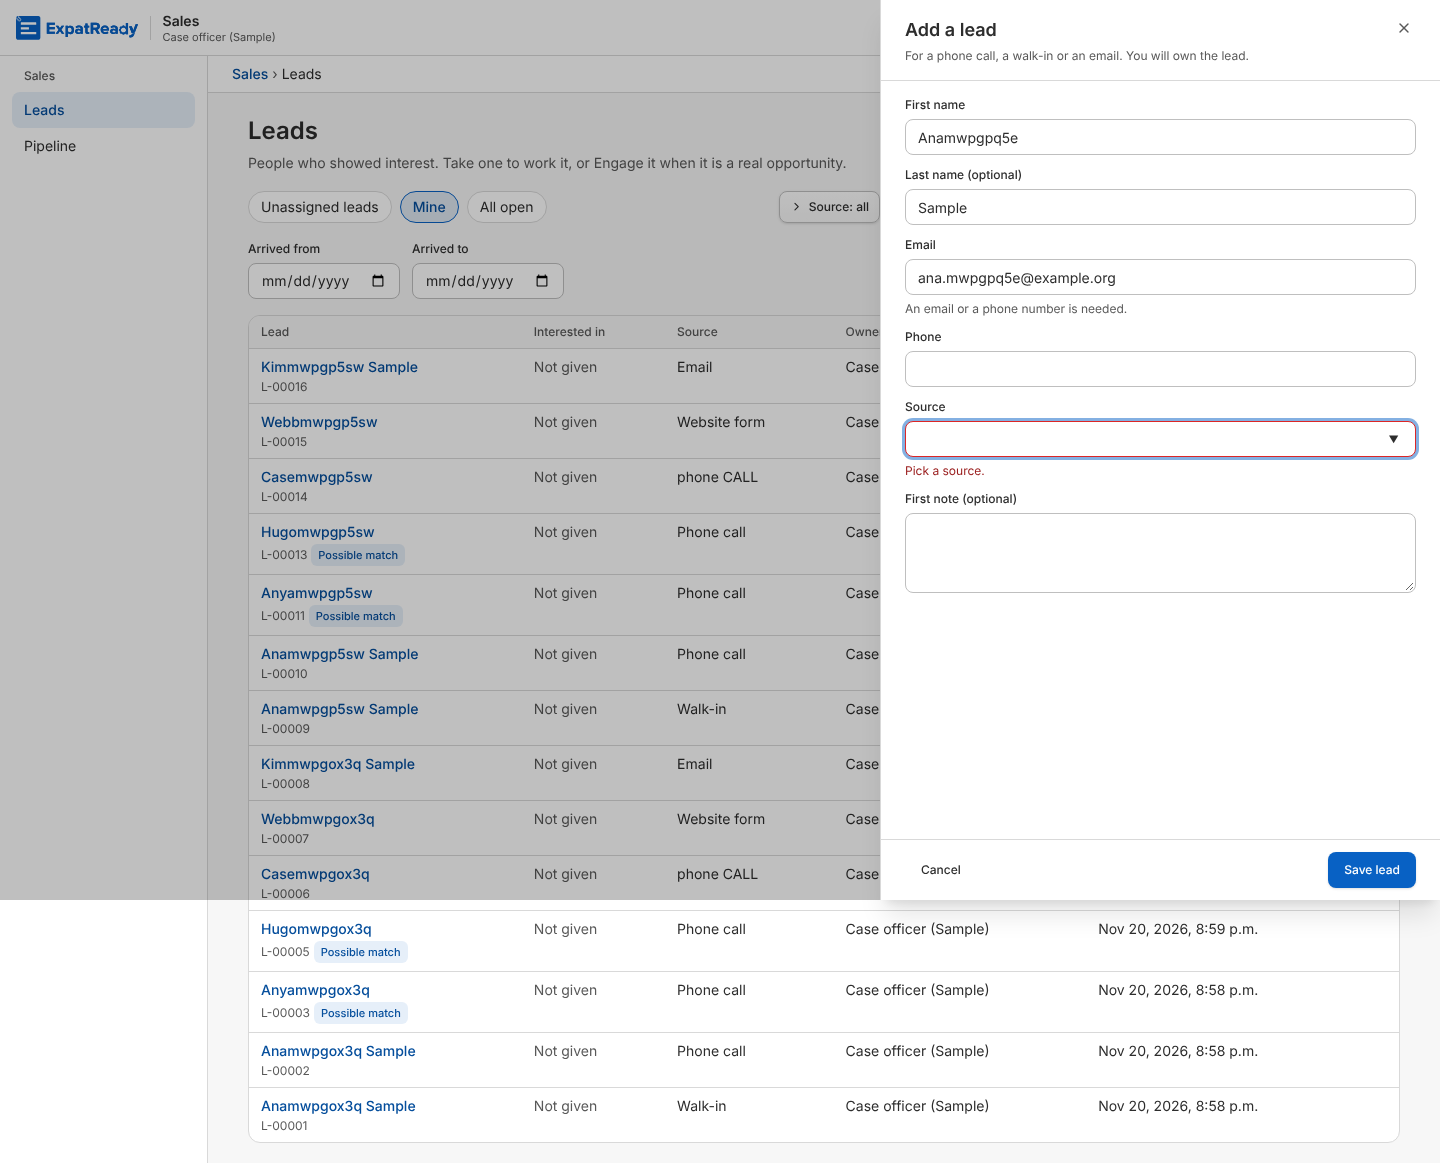 ExpatReady
Sales
Case officer (Sample)
Sales
Leads
Pipeline
Sales › Leads
Leads
People who showed interest. Take one to work it, or Engage it when it is a real opportunity.
Unassigned leads
Mine
All open
Source: all
Arrived from
Arrived to
mm/dd/yyyy
mm/dd/yyyy
Lead Interested in Source
Kimmwpgp5sw Sample Not given Email Case
L-00016
Webbmwpgp5sw Not given Website form Case
L-00015
Casemwpgp5sw Not given phone CALL Case
L-00014
Hugomwpgp5sw Not given Phone call Case
L-00013 Possible match
Anyamwpgp5sw Not given Phone call Case
L-00011 Possible match
Anamwpgp5sw Sample Not given Phone call Case
L-00010
Anamwpgp5sw Sample Not given Walk-in Case
L-00009
Kimmwpgox3q Sample Not given Email Case
L-00008
Webbmwpgox3q Not given Website form Case
L-00007
Casemwpgox3q Not given phone CALL Case
L-00006
Hugomwpgox3q Not given Phone call Case officer (Sample) Nov 20, 2026, 8:59 p.m.
L-00005 Possible match
Anyamwpgox3q Not given Phone call Case officer (Sample) Nov 20, 2026, 8:58 p.m.
L-00003 Possible match
Anamwpgox3q Sample Not given Phone call Case officer (Sample) Nov 20, 2026, 8:58 p.m.
L-00002
Anamwpgox3q Sample Not given Walk-in Case officer (Sample) Nov 20, 2026, 8:58 p.m.
L-00001
Add a lead
For a phone call, a walk-in or an email. You will own the lead.
First name
Anamwpgpq5e
Last name (optional)
Sample
Email
ana.mwpgpq5e@example.org
An email or a phone number is needed.
Phone
Source
Pick a source.
First note (optional)
Cancel
Save lead